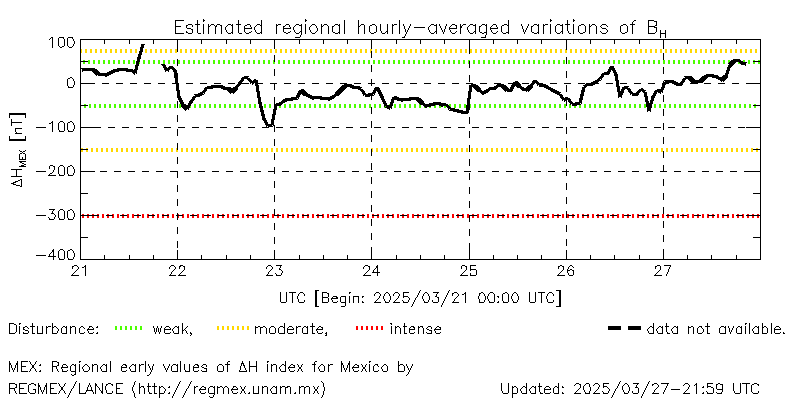 Estimated regional hourly-averaged variations of BH
100
0
-100
-200
-300
-400
ΔHMEX [nT]
21 22 23 24 25 26 27
UTC [Begin: 2025/03/21 00:00 UTC]
Disturbance: weak, moderate, intense data not available.
MEX: Regional early values of ΔH index for Mexico by
REGMEX/LANCE (http://regmex.unam.mx) Updated: 2025/03/27-21:59 UTC